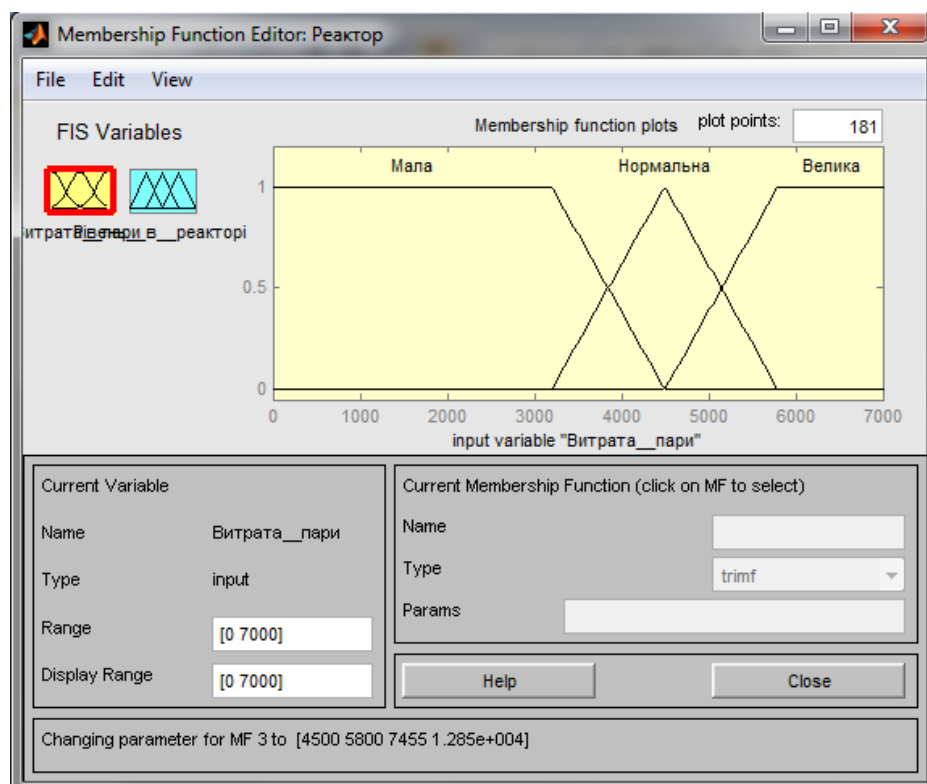 Membership Function Editor: Реактор
File Edit View
FIS Variables
Membership function plots plot points: 181
Мала Нормальна Велика
1
0.5
0
0 1000 2000 3000 4000 5000 6000 7000
input variable "Витрата__пари"
в__реакторі
Current Variable
Name Витрата__пари
Type input
Range [0 7000]
Display Range [0 7000]
Current Membership Function (click on MF to select)
Name
Type trimf
Params
Help Close
Changing parameter for MF 3 to [4500 5800 7455 1.285e+004]